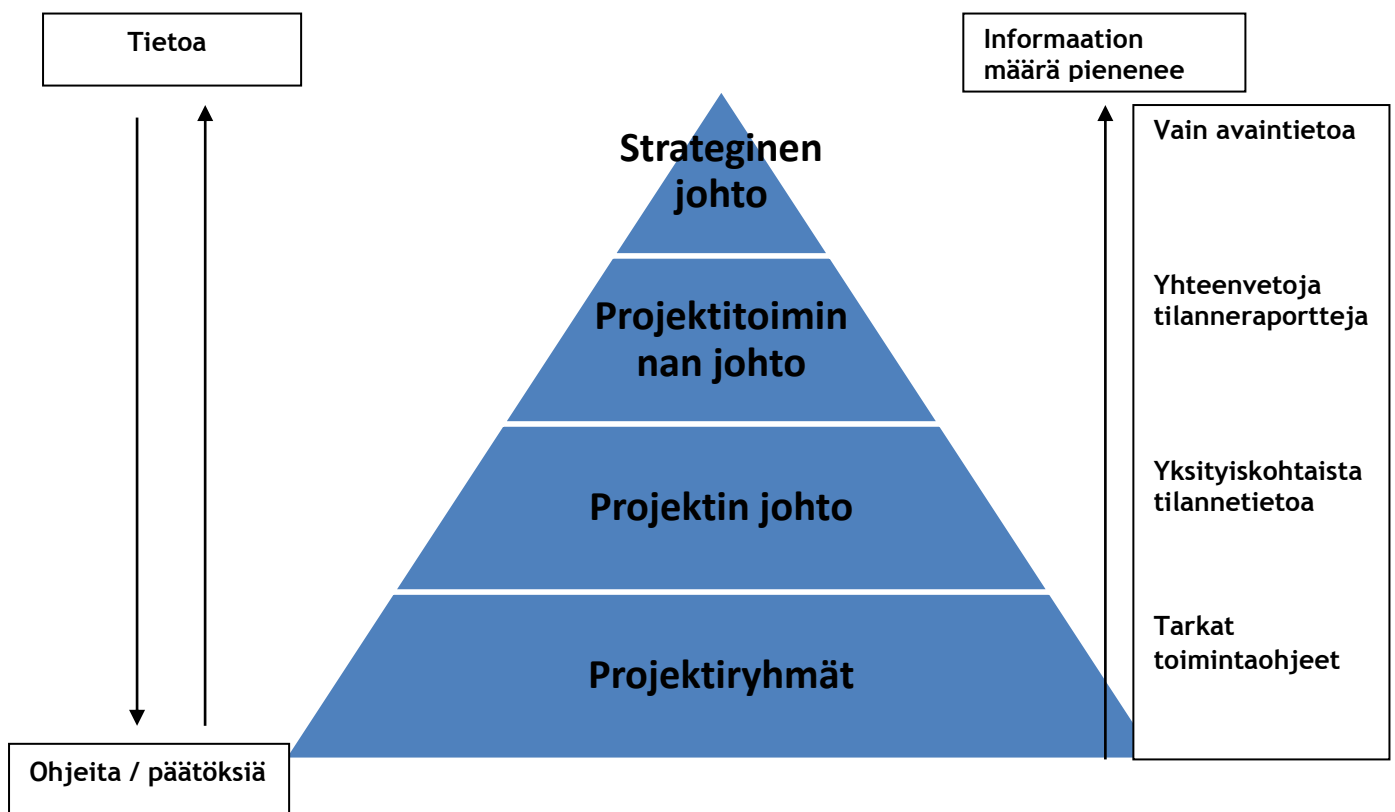 Tietoa
Informaation
määrä pienenee
Strateginen
johto
Vain avaintietoa
Projektitoimin
nan johto
Yhteenvetoja
tilanneraportteja
Projektin johto
Yksityiskohtaista
tilannetietoa
Projektiryhmät
Tarkat
toimintaohjeet
Ohjeita / päätöksiä